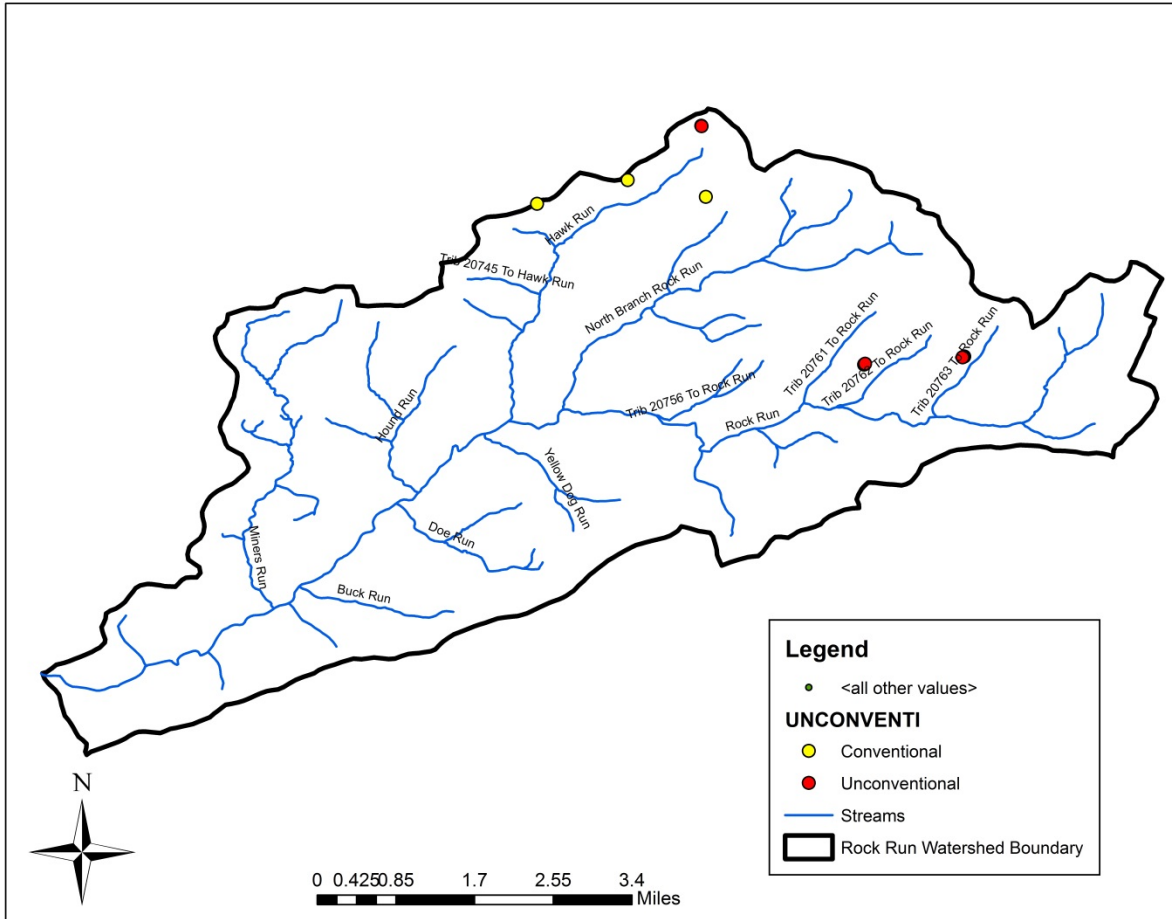 Hawk Run
Trib 20745 To Hawk Run
North Branch Rock Run
Trib 20761 To Rock Run
Trib 20762 To Rock Run
Trib 20763 To Rock Run
Trib 20756 To Rock Run
Rock Run
Hound Run
Yellow Dog Run
Doe Run
Miners Run
Buck Run
Legend
<all other values>
UNCONVENTI
Conventional
Unconventional
Streams
Rock Run Watershed Boundary
N
0 0.425 0.85 1.7 2.55 3.4
Miles